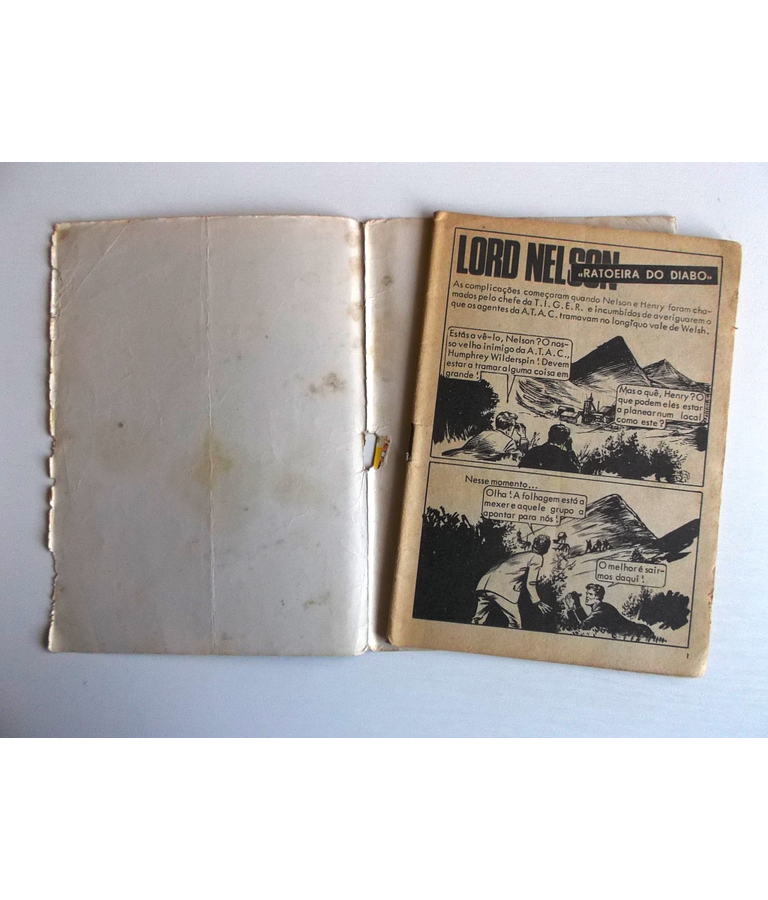 LORD NELSON
«RATOEIRA DO DIABO»
As complicações começaram quando Nelson e Henry foram cha-
mados pelo chefe da T.I.G.E.R. e incumbidos de averiguarem o
que os agentes da A.T.A.C. tramavam no longíquo vale de Welsh.
Estás a vê-lo, Nelson? O nos-
so velho inimigo da A.T.A.C.,
Humphrey Wilderspin! Devem
estar a tramar alguma coisa em
grande!
Mas o quê, Henry? O
que podem elés estar
a planear num local
como este?
Nesse momento...
Olha! A folhagem está a
mexer e aquele grupo a
apontar para nós!
O melhor é sair-
mos daqui!
1